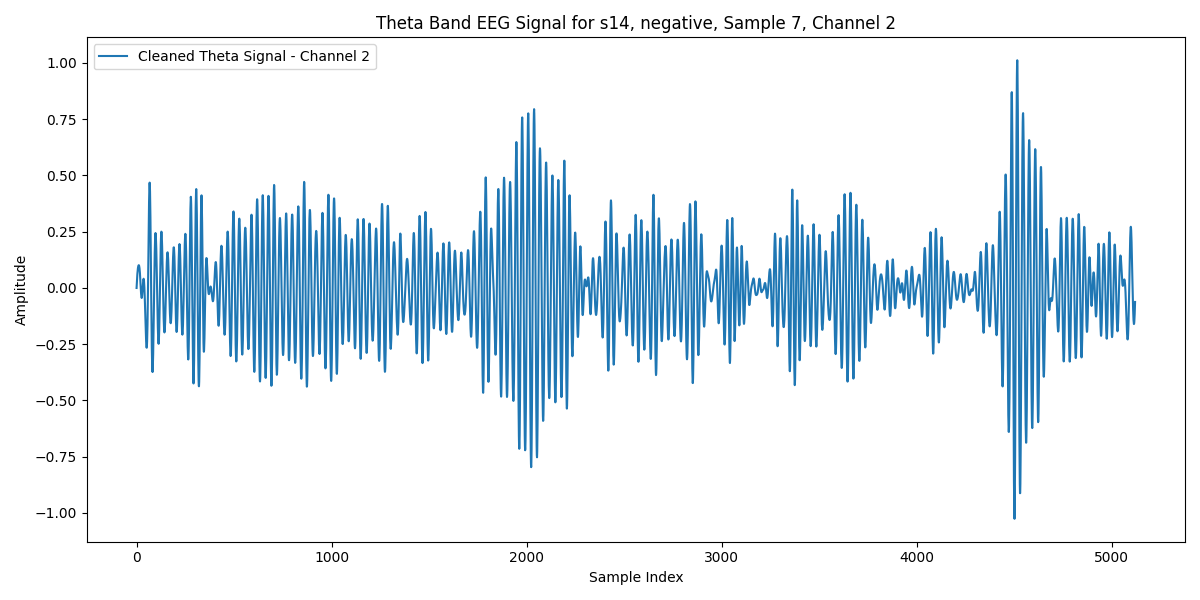 Theta Band EEG Signal for s14, negative, Sample 7, Channel 2
Cleaned Theta Signal - Channel 2
1.00
0.75
0.50
0.25
0.00
−0.25
−0.50
−0.75
−1.00
Amplitude
0 1000 2000 3000 4000 5000
Sample Index